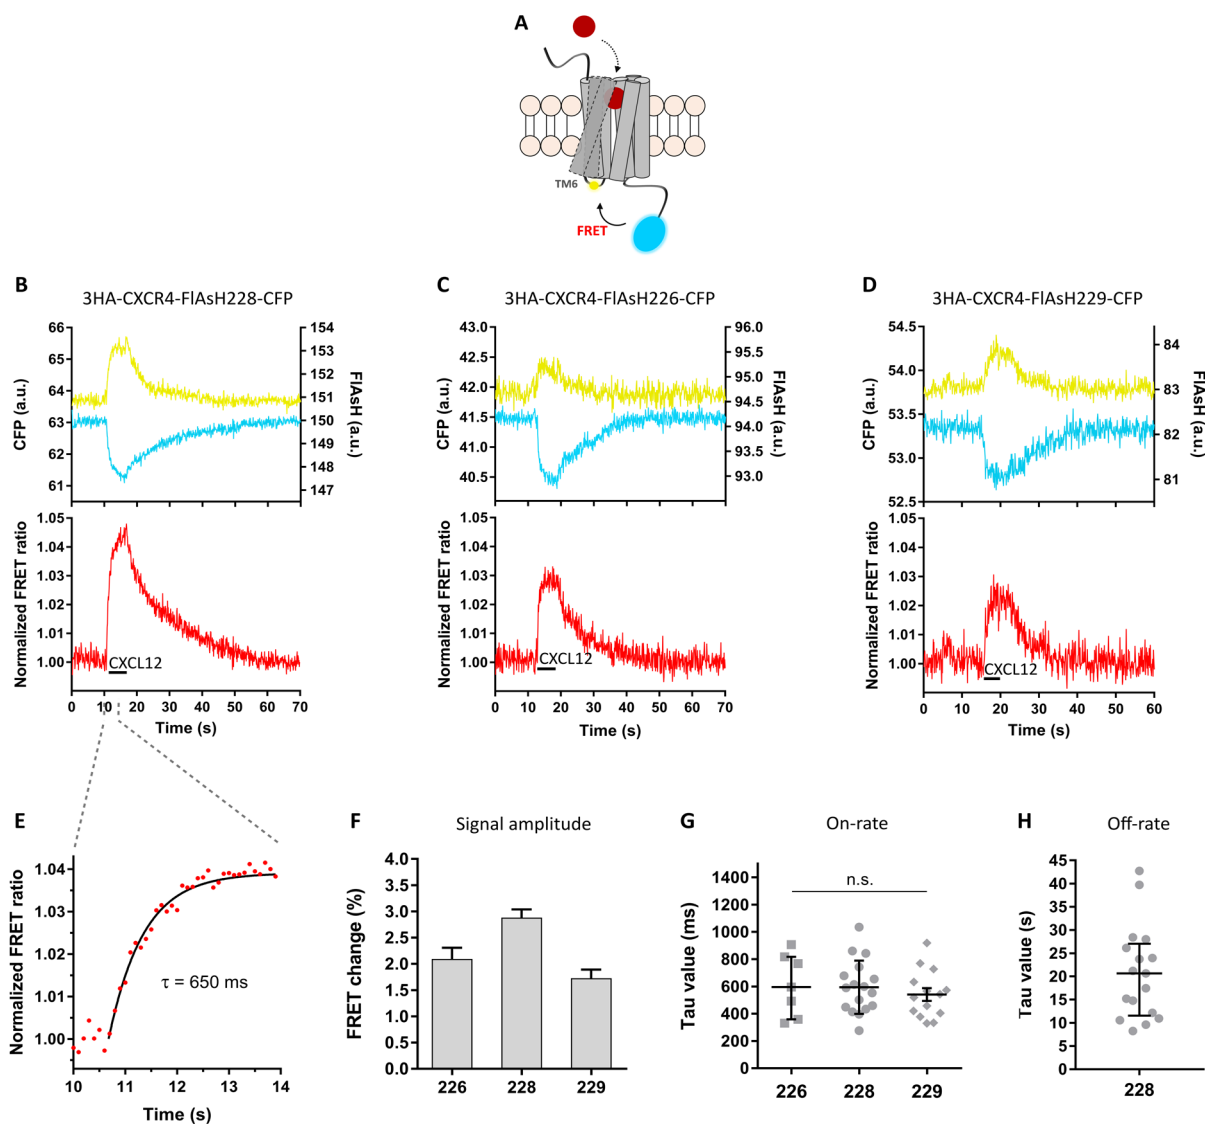 A
TM6
FRET
B
3HA-CXCR4-FlAsH228-CFP
66
65
64
63
62
61
CFP (a.u.)
154
153
152
151
150
149
148
147
FlAsH (a.u.)
1.05
1.04
1.03
1.02
1.01
1.00
Normalized FRET ratio
CXCL12
0 10 20 30 40 50 60 70
Time (s)
C
3HA-CXCR4-FlAsH226-CFP
43.0
42.5
42.0
41.5
41.0
40.5
CFP (a.u.)
96.0
95.5
95.0
94.5
94.0
93.5
93.0
FlAsH (a.u.)
1.05
1.04
1.03
1.02
1.01
1.00
Normalized FRET ratio
CXCL12
0 10 20 30 40 50 60 70
Time (s)
D
3HA-CXCR4-FlAsH229-CFP
54.5
54.0
53.5
53.0
52.5
CFP (a.u.)
84
83
82
81
FlAsH (a.u.)
1.05
1.04
1.03
1.02
1.01
1.00
Normalized FRET ratio
CXCL12
0 10 20 30 40 50 60
Time (s)
E
1.04
1.03
1.02
1.01
1.00
Normalized FRET ratio
τ = 650 ms
10 11 12 13 14
Time (s)
F
Signal amplitude
4.0
3.5
3.0
2.5
2.0
1.5
1.0
0.5
0.0
FRET change (%)
226 228 229
G
On-rate
1400
1200
1000
800
600
400
200
0
Tau value (ms)
n.s.
226 228 229
H
Off-rate
45
40
35
30
25
20
15
10
5
0
Tau value (s)
228